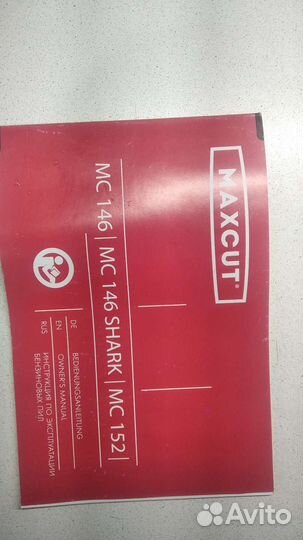 MAXCUT®
MC 146 | MC 146 SHARK | MC 152 |
DE BEDIENUNGSANLEITUNG
EN OWNER'S MANUAL
RUS ИНСТРУКЦИЯ ПО ЭКСПЛУАТАЦИИ
БЕНЗИНОВЫХ ПИЛ
Avito